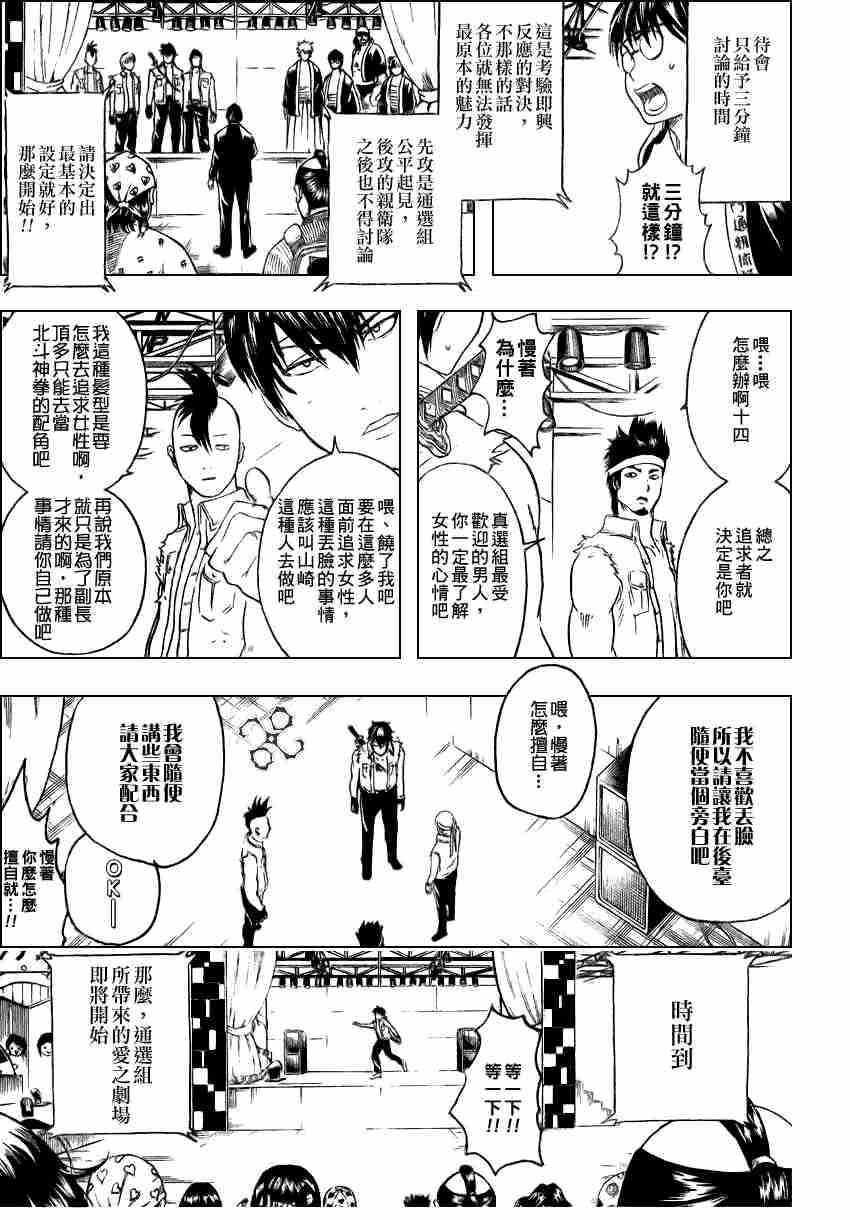 待會
只給予三分鐘
討論的時間
三分鐘!?
就這樣!?
這是考驗即興
反應的對決，
不那樣的話
各位就無法發揮
最原本的魅力
先攻是通選組
公平起見，
後攻的親衛隊
之後也不得討論
請決定出
最基本的
設定就好，
那麼開始!!
喂…喂
怎麼辦啊十四
總之
追求者就
決定是你吧
慢著
為什麼…
真選組最受
歡迎的男人，
你一定最了解
女性的心情吧
喂、饒了我吧
要在這麼多人
面前追求女性，
這種丟臉的事情
應該叫山崎
這種人去做吧
我這種髮型是要
怎麼去追求女性啊，
頂多只能去當
北斗神拳的配角吧
再說我們原本
就只是為了副長
才來的啊，那種
事情請你自己做吧
我不喜歡丟臉
所以請讓我在後臺
隨便當個旁白吧
喂，慢著
怎麼擅自…
我會隨便
講些東西
請大家配合
OK—
慢著
你麼怎麼
擅自就…!!
時間到
等一下!!
等一下!!
那麼，通選組
所帶來的愛之劇場
即將開始